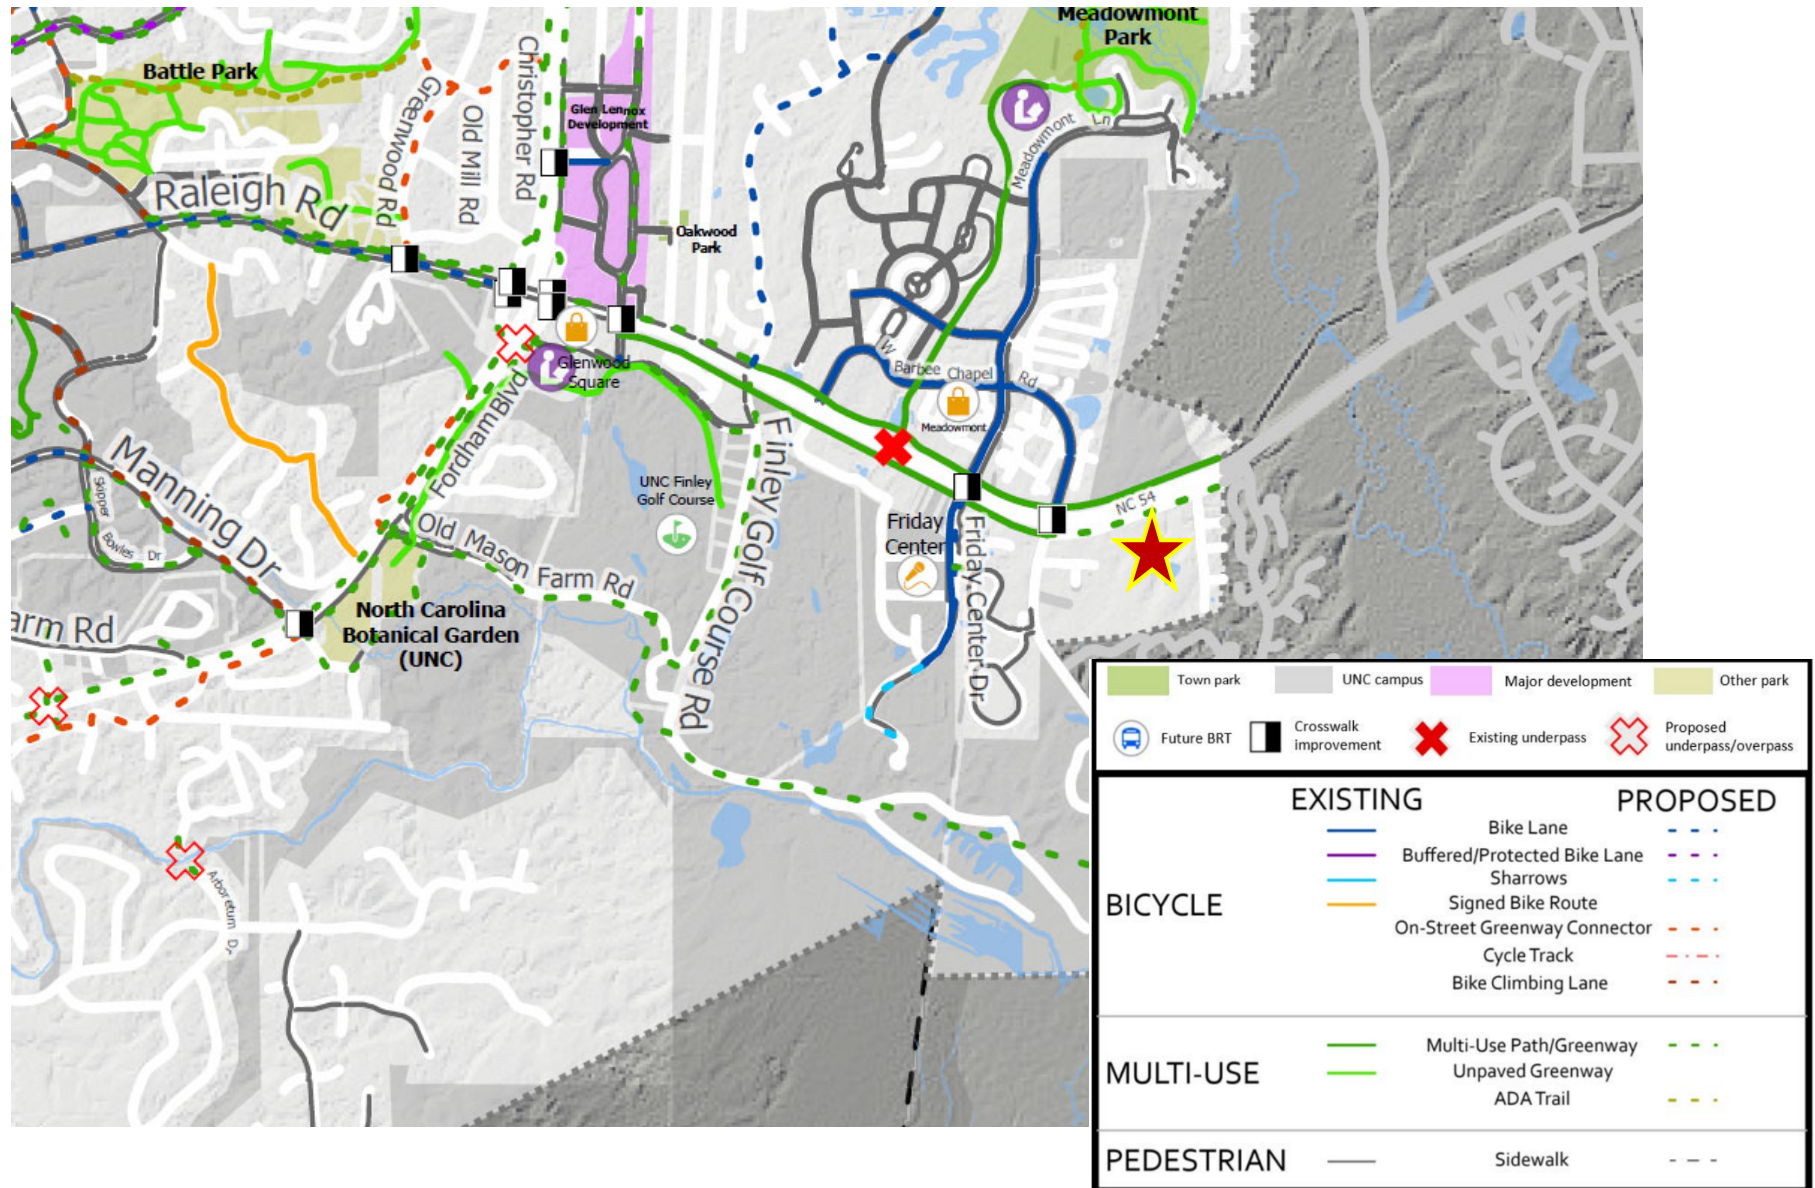 Meadowmont
Park
Battle Park
Christopher Rd
Greenwood Rd
Old Mill Rd
Glen Lennox
Development
Meadowmont Ln
Raleigh Rd
Oakwood
Park
Glenwood
Square
W Barbee Chapel Rd
Meadowmont
Fordham Blvd
Manning Dr
Skipper
Bowles Dr
Finley Golf Course Rd
UNC Finley
Golf Course
NC 54
Friday
Center
Friday Center Dr
Old Mason Farm Rd
North Carolina
Botanical Garden
(UNC)
arm Rd
Arboretum Dr
Town park
UNC campus
Major development
Other park
Future BRT
Crosswalk
improvement
Existing underpass
Proposed
underpass/overpass
EXISTING
PROPOSED
BICYCLE
Bike Lane
Buffered/Protected Bike Lane
Sharrows
Signed Bike Route
On-Street Greenway Connector
Cycle Track
Bike Climbing Lane
MULTI-USE
Multi-Use Path/Greenway
Unpaved Greenway
ADA Trail
PEDESTRIAN
Sidewalk